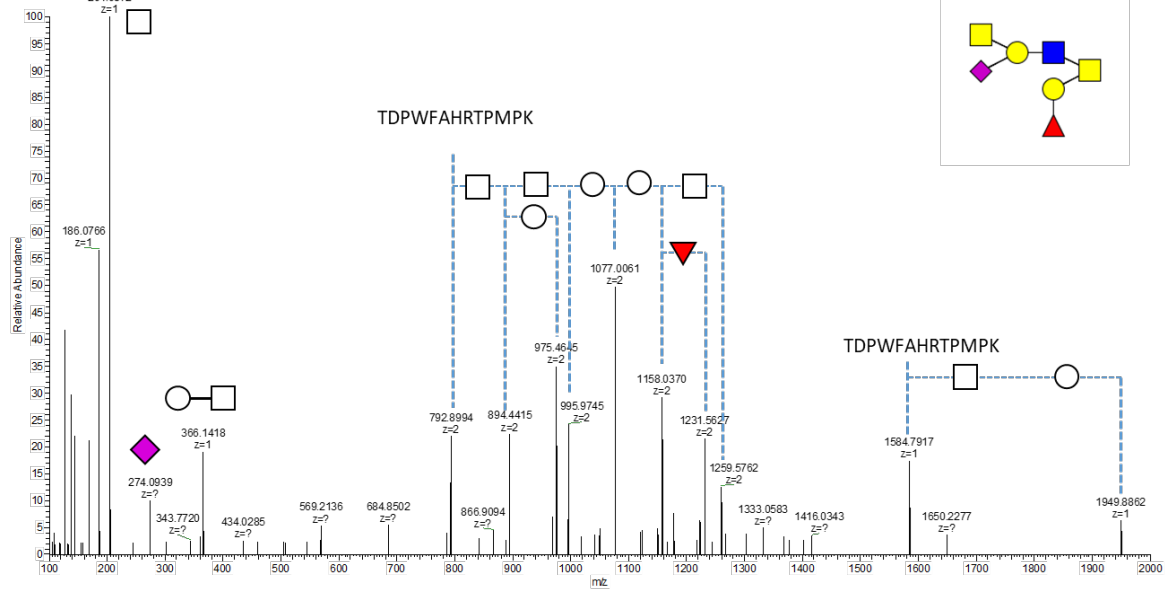 z=1
TDPWFAHRTPMPK
186.0766
z=1
1077.0061
z=2
975.4645
z=2
TDPWFAHRTPMPK
1158.0370
z=2
366.1418
z=1
792.8994
z=2
894.4415
z=2
995.9745
z=2
1231.5627
z=2
1584.7917
z=1
274.0939
z=?
1259.5762
z=2
343.7720
z=?
434.0285
z=?
569.2136
z=?
684.8502
z=?
866.9094
z=?
1333.0583
z=?
1416.0343
z=?
1650.2277
z=?
1949.8862
z=1
Relative Abundance
100
95
90
85
80
75
70
65
60
55
50
45
40
35
30
25
20
15
10
5
0
100 200 300 400 500 600 700 800 900 1000 1100 1200 1300 1400 1500 1600 1700 1800 1900 2000
m/z